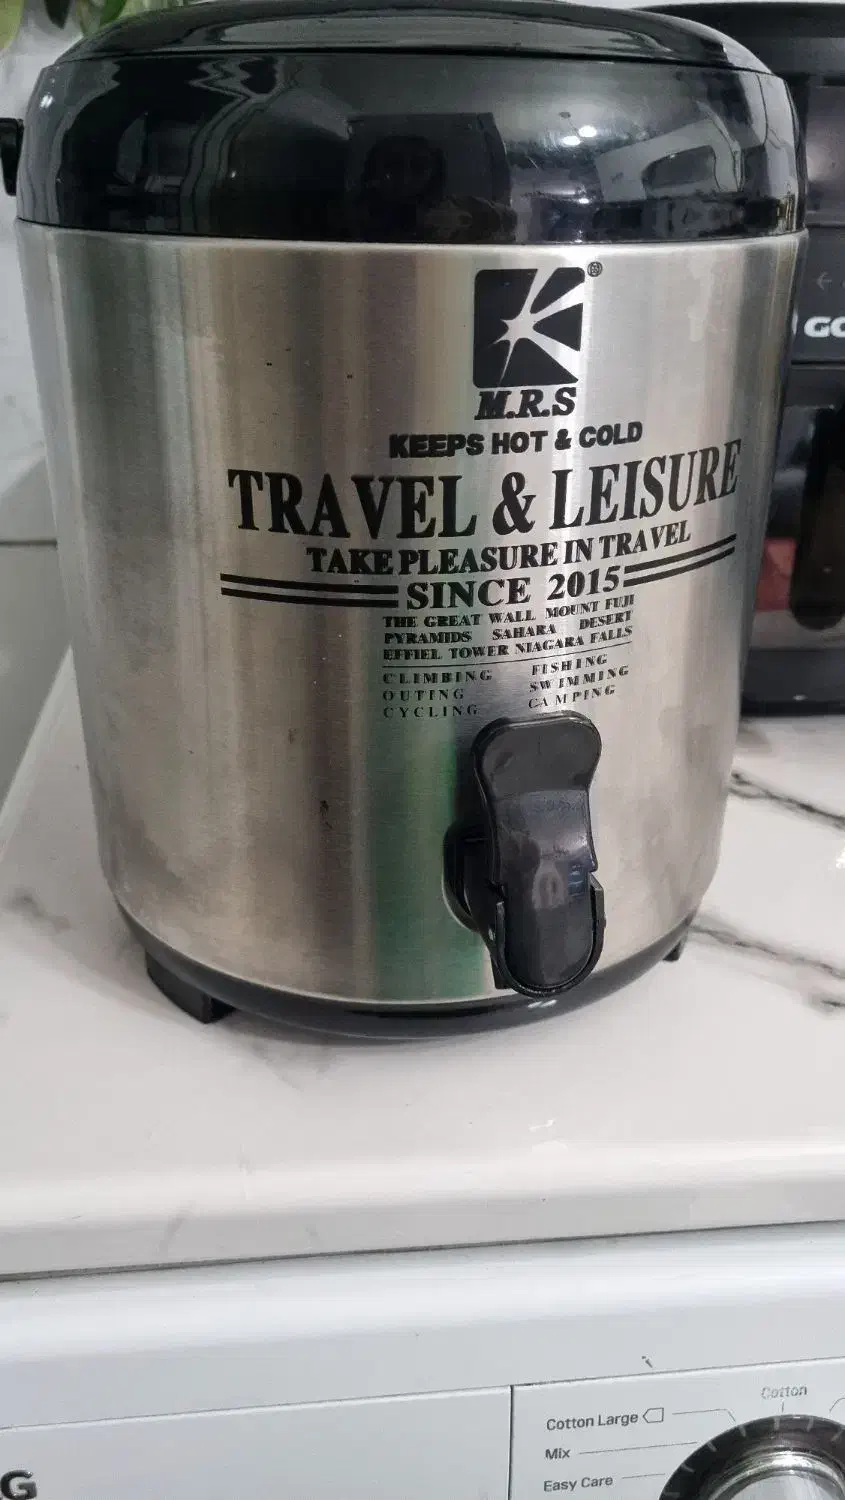 ®
M.R.S
KEEPS HOT & COLD
TRAVEL & LEISURE
TAKE PLEASURE IN TRAVEL
SINCE 2015
THE GREAT WALL MOUNT FUJI
PYRAMIDS SAHARA DESERT
EFFIEL TOWER NIAGARA FALLS
CLIMBING FISHING
OUTING SWIMMING
CYCLING CAMPING
GO
Cotton
Cotton Large
Mix
Easy Care
G